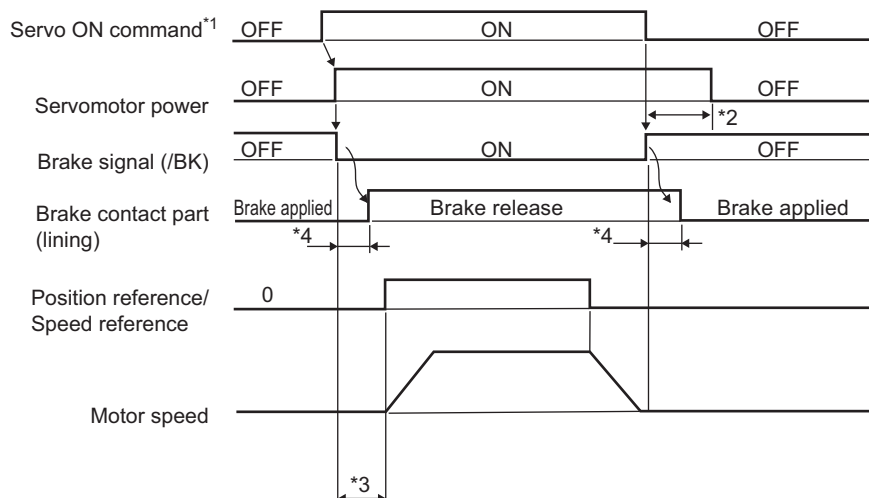 Servo ON command*1 OFF ON OFF
Servomotor power OFF ON OFF
*2
Brake signal (/BK) OFF ON OFF
Brake contact part
(lining)
Brake applied Brake release Brake applied
*4 *4
Position reference/
Speed reference
0
Motor speed
*3